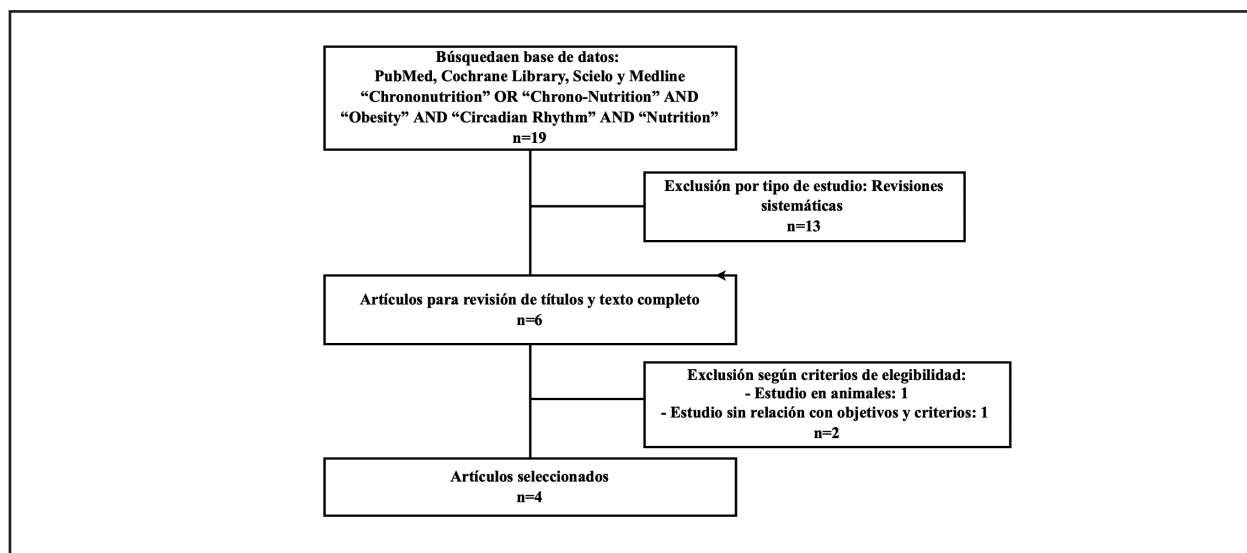 Búsquedaen base de datos:
PubMed, Cochrane Library, Scielo y Medline
“Chrononutrition” OR “Chrono-Nutrition” AND
“Obesity” AND “Circadian Rhythm” AND “Nutrition”
n=19
Exclusión por tipo de estudio: Revisiones
sistemáticas
n=13
Artículos para revisión de títulos y texto completo
n=6
Exclusión según criterios de elegibilidad:
- Estudio en animales: 1
- Estudio sin relación con objetivos y criterios: 1
n=2
Artículos seleccionados
n=4